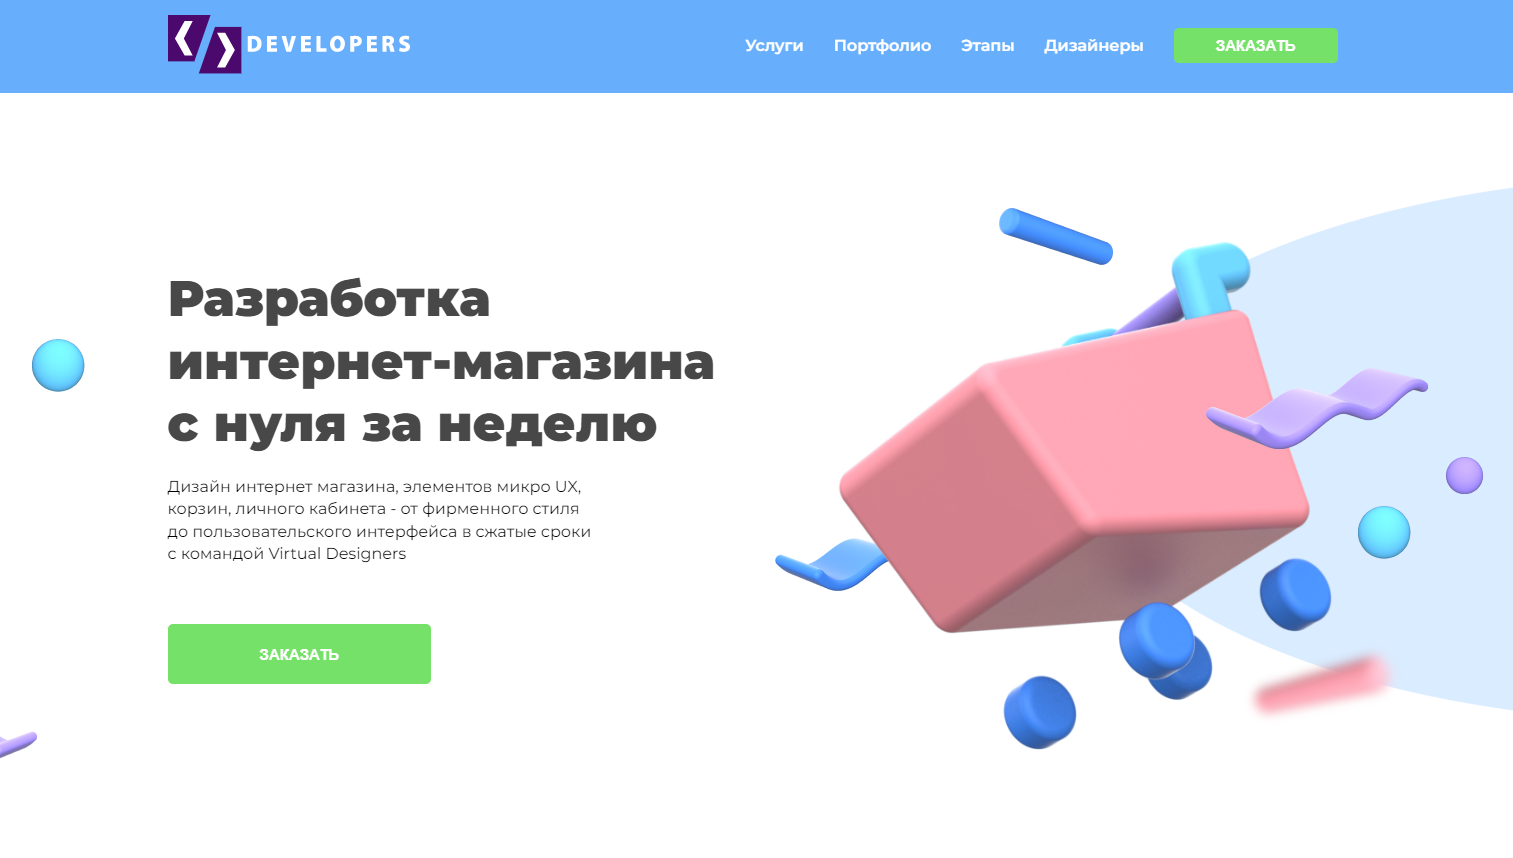 DEVELOPERS
Услуги Портфолио Этапы Дизайнеры ЗАКАЗАТЬ
Разработка
интернет-магазина
с нуля за неделю
Дизайн интернет магазина, элементов микро UX,
корзин, личного кабинета - от фирменного стиля
до пользовательского интерфейса в сжатые сроки
с командой Virtual Designers
ЗАКАЗАТЬ